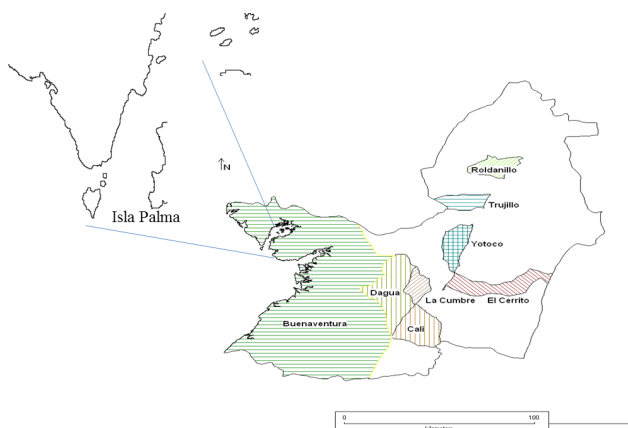 N
Roldanillo
Trujillo
Isla Palma
Yotoco
Dagua
La Cumbre El Cerrito
Buenaventura
Cali
0 100